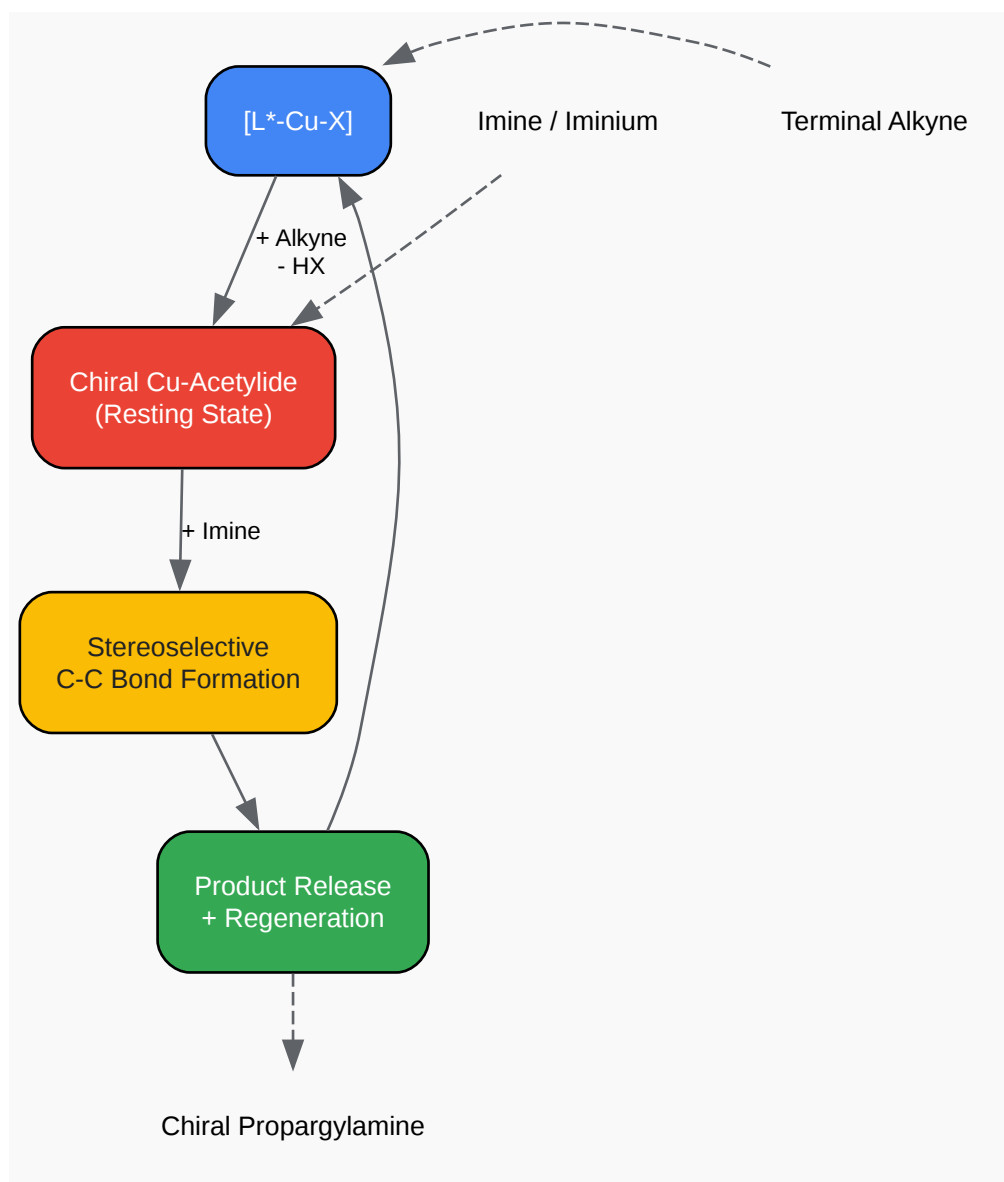 [L*-Cu-X]
Imine / Iminium
Terminal Alkyne
+ Alkyne
- HX
Chiral Cu-Acetylide
(Resting State)
+ Imine
Stereoselective
C-C Bond Formation
Product Release
+ Regeneration
Chiral Propargylamine